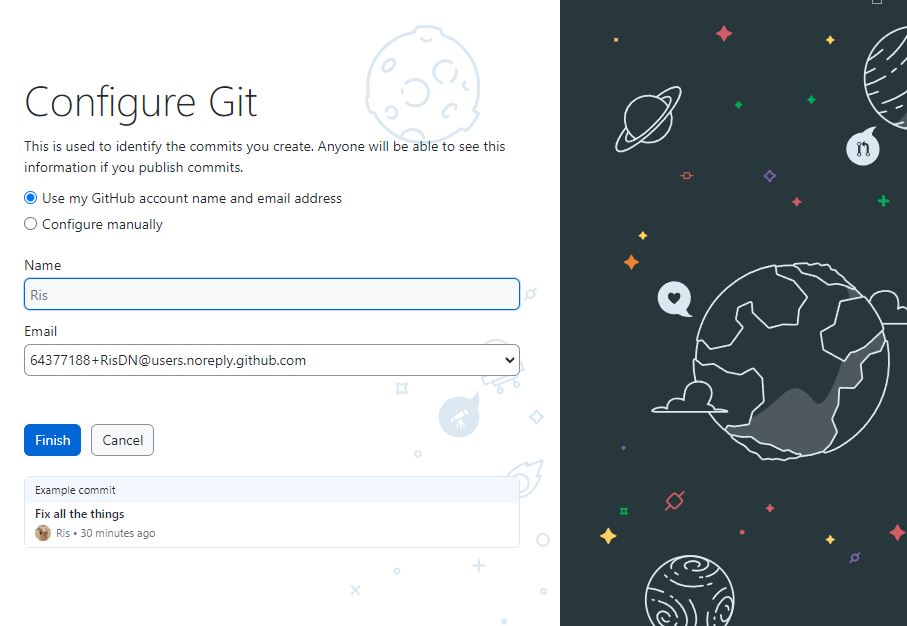 Configure Git
This is used to identify the commits you create. Anyone will be able to see this
information if you publish commits.
Use my GitHub account name and email address
Configure manually
Name
Ris
Email
64377188+RisDN@users.noreply.github.com
Finish
Cancel
Example commit
Fix all the things
Ris • 30 minutes ago